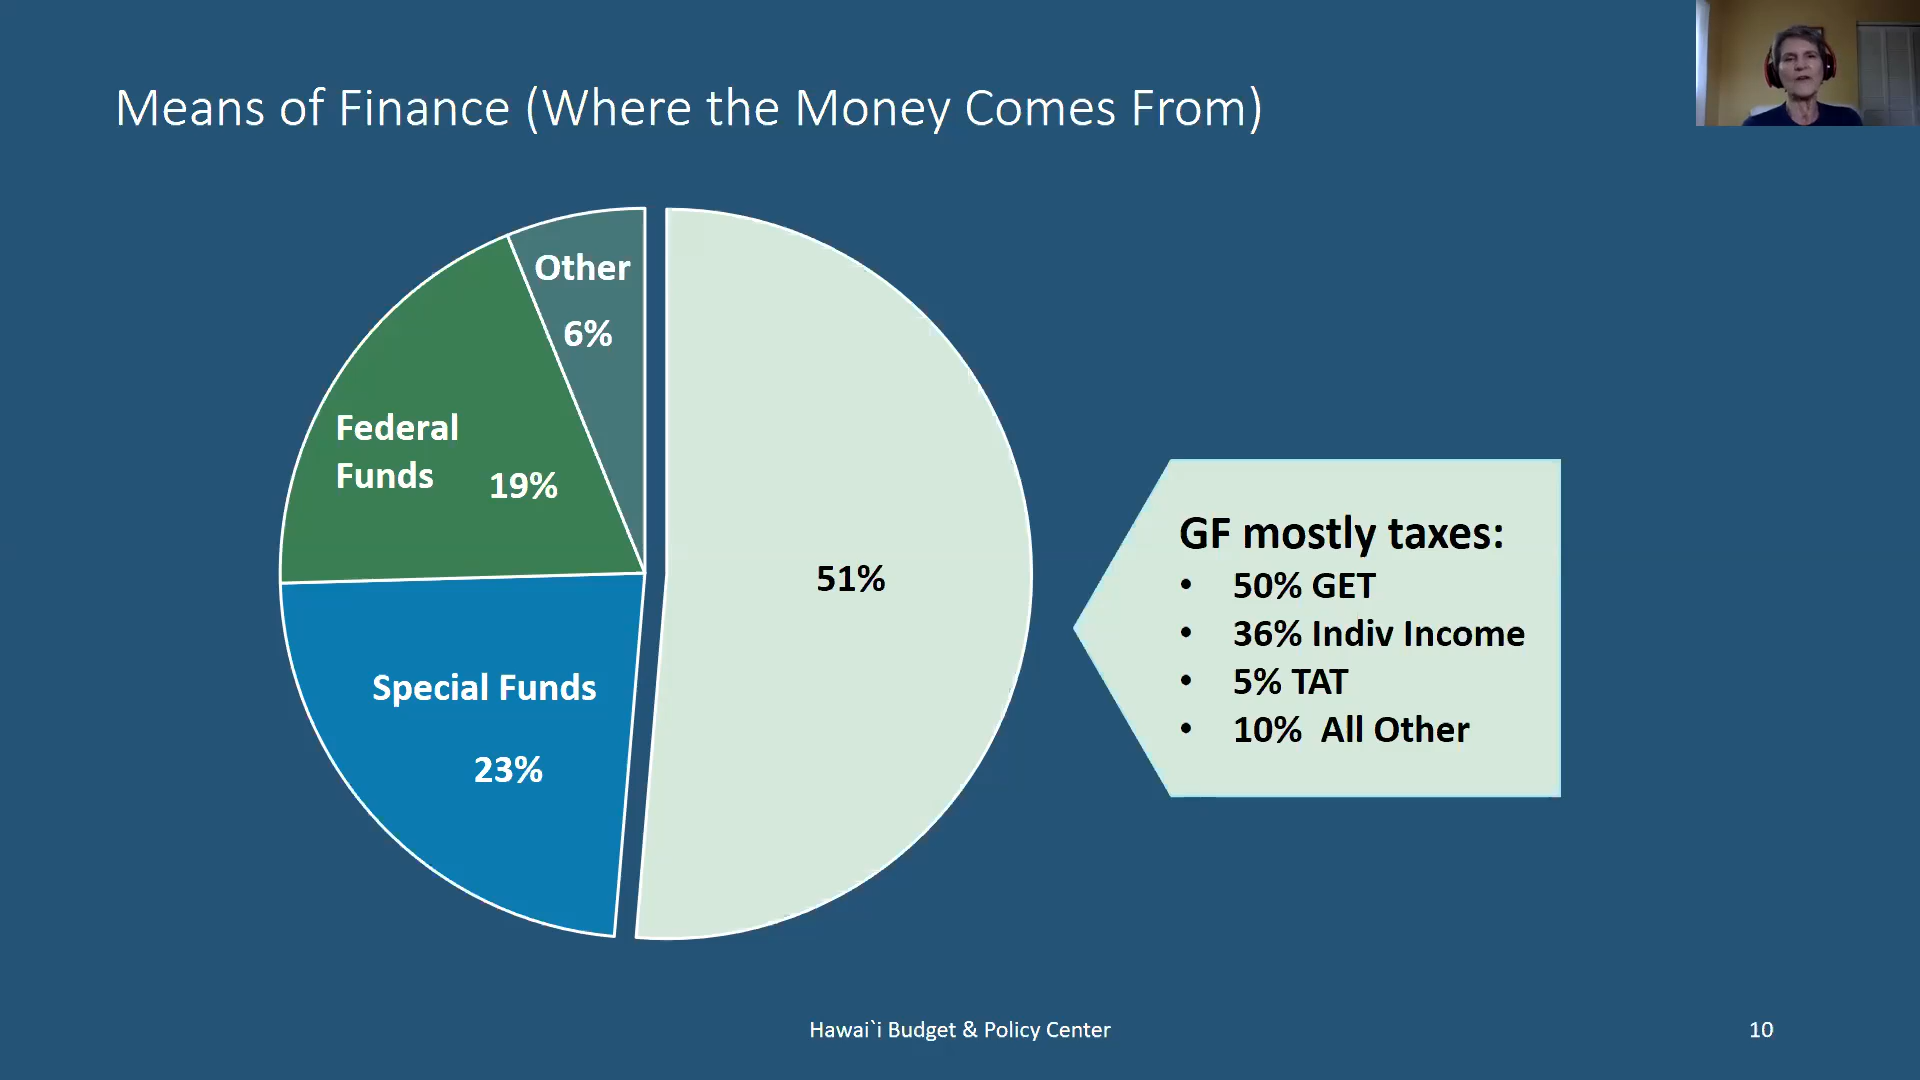 Means of Finance (Where the Money Comes From)
Other
6%
Federal
Funds
19%
51%
Special Funds
23%
GF mostly taxes:
• 50% GET
• 36% Indiv Income
• 5% TAT
• 10%  All Other
Hawai`i Budget & Policy Center
10